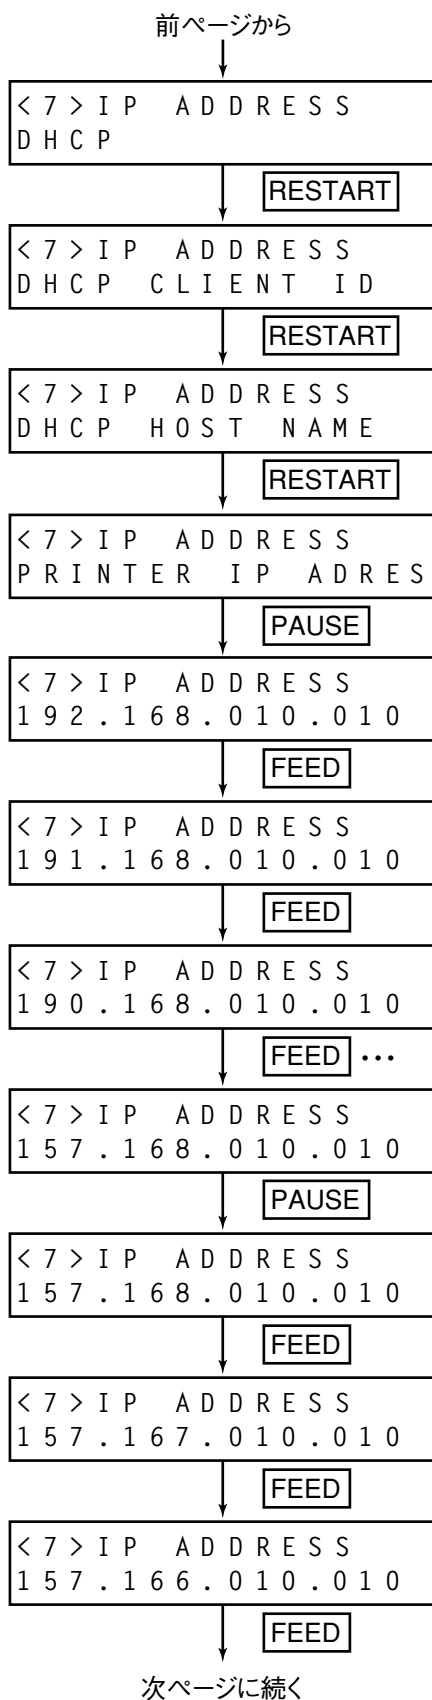 前ページから
<7>IP ADDRESS
DHCP
RESTART
<7>IP ADDRESS
DHCP CLIENT ID
RESTART
<7>IP ADDRESS
DHCP HOST NAME
RESTART
<7>IP ADDRESS
PRINTER IP ADRES
PAUSE
<7>IP ADDRESS
192.168.010.010
FEED
<7>IP ADDRESS
191.168.010.010
FEED
<7>IP ADDRESS
190.168.010.010
FEED …
<7>IP ADDRESS
157.168.010.010
PAUSE
<7>IP ADDRESS
157.168.010.010
FEED
<7>IP ADDRESS
157.167.010.010
FEED
<7>IP ADDRESS
157.166.010.010
FEED
次ページに続く